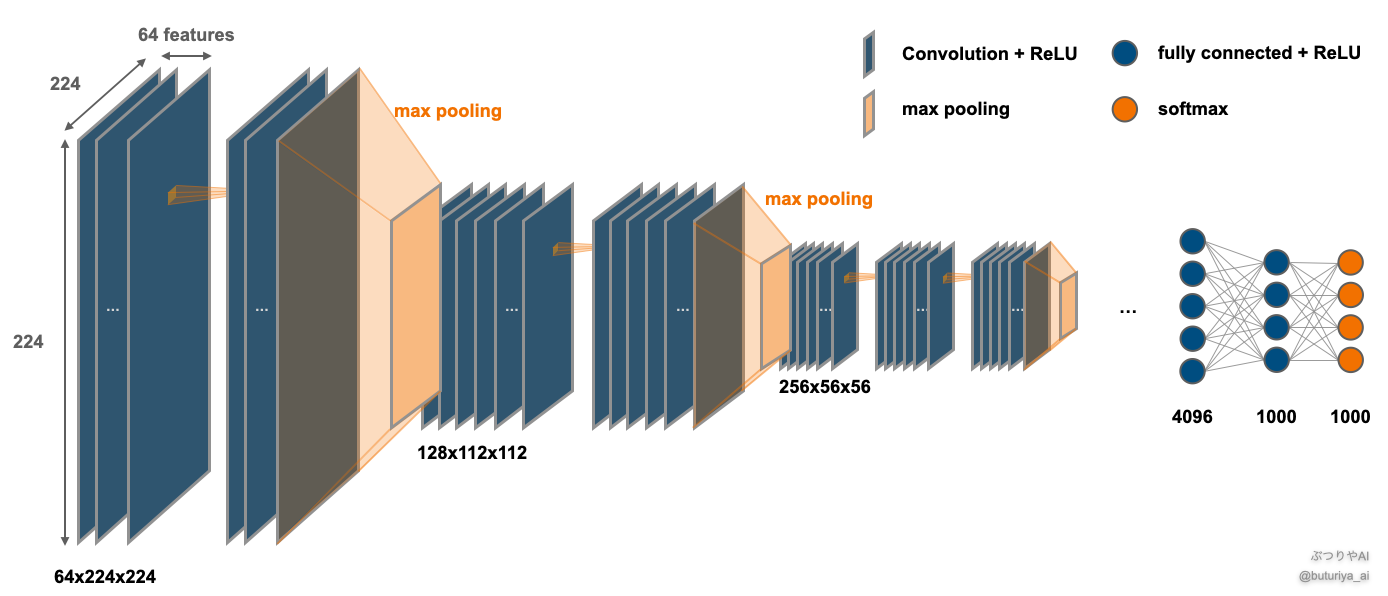 64 features
224
224
max pooling
max pooling
Convolution + ReLU
max pooling
fully connected + ReLU
softmax
...
...
...
...
...
...
...
...
64x224x224
128x112x112
256x56x56
4096
1000
1000
ぶつりやAI
@buturiya_ai